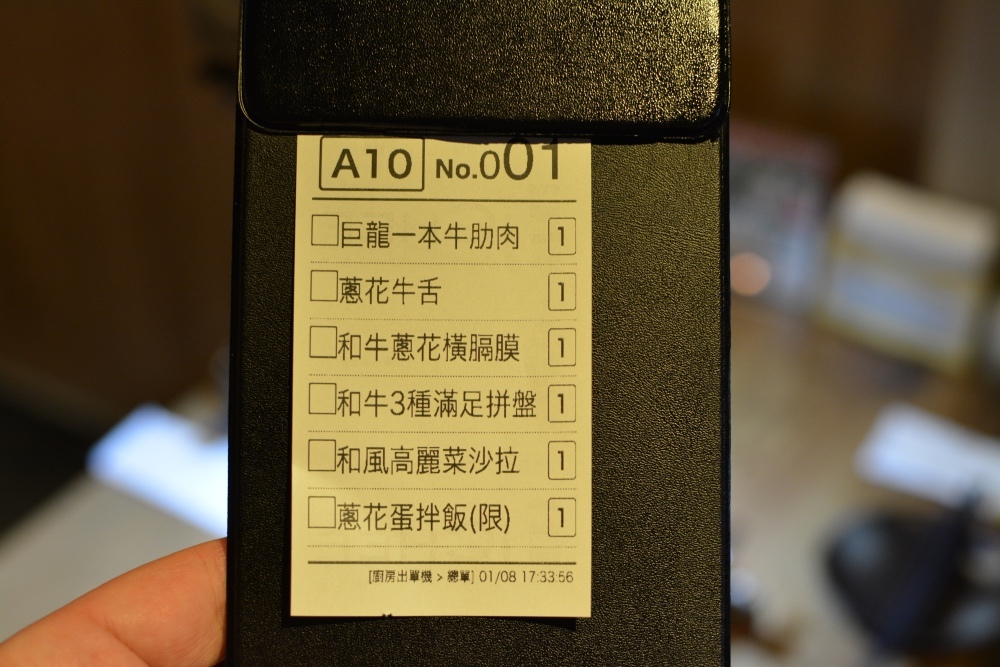 A10 No.001
巨龍一本牛肋肉 1
蔥花牛舌 1
和牛蔥花橫膈膜 1
和牛3種滿足拼盤 1
和風高麗菜沙拉 1
蔥花蛋拌飯(限) 1
[廚房出單機 > 總單] 01/08 17:33:56